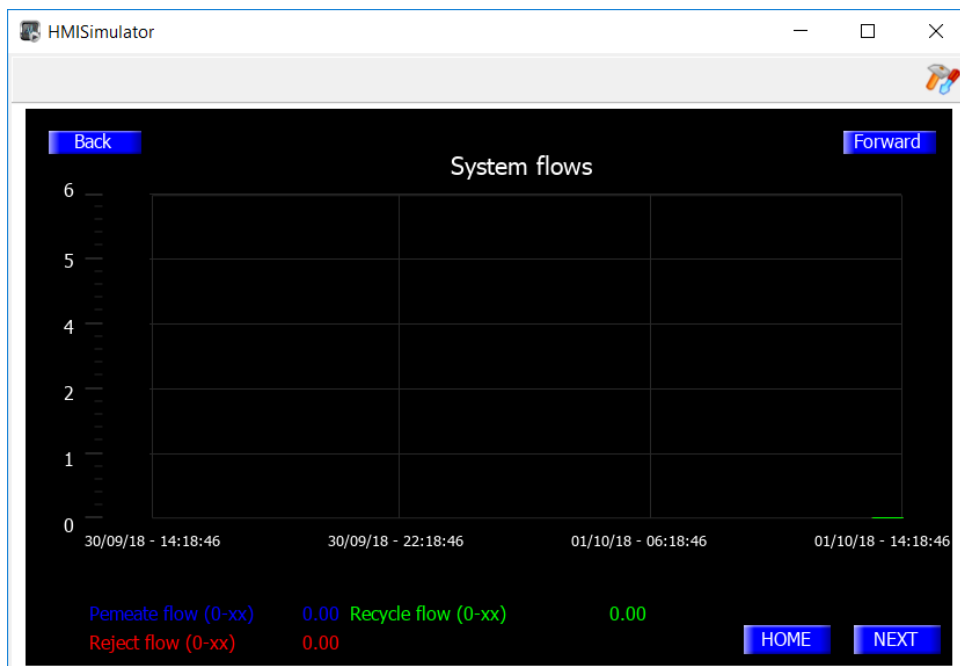 HMISimulator
Back
Forward
System flows
6
5
4
2
1
0
30/09/18 - 14:18:46 30/09/18 - 22:18:46 01/10/18 - 06:18:46 01/10/18 - 14:18:46
Pemeate flow (0-xx) 0.00 Recycle flow (0-xx) 0.00
Reject flow (0-xx) 0.00
HOME NEXT